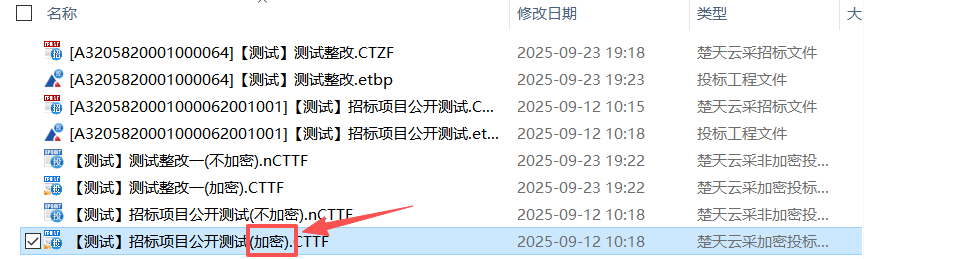 名称 修改日期 类型 大
[A3205820001000064]【测试】测试整改.CTZF 2025-09-23 19:18 楚天云采招标文件
[A3205820001000064]【测试】测试整改.etbp 2025-09-23 19:23 投标工程文件
[A3205820001000062001001]【测试】招标项目公开测试.C... 2025-09-12 10:15 楚天云采招标文件
[A3205820001000062001001]【测试】招标项目公开测试.et... 2025-09-12 10:18 投标工程文件
【测试】测试整改一(不加密).nCTTF 2025-09-23 19:22 楚天云采非加密投...
【测试】测试整改一(加密).CTTF 2025-09-23 19:22 楚天云采加密投标...
【测试】招标项目公开测试(不加密).nCTTF 2025-09-12 10:18 楚天云采非加密投...
【测试】招标项目公开测试(加密).CTTF 2025-09-12 10:18 楚天云采加密投标...